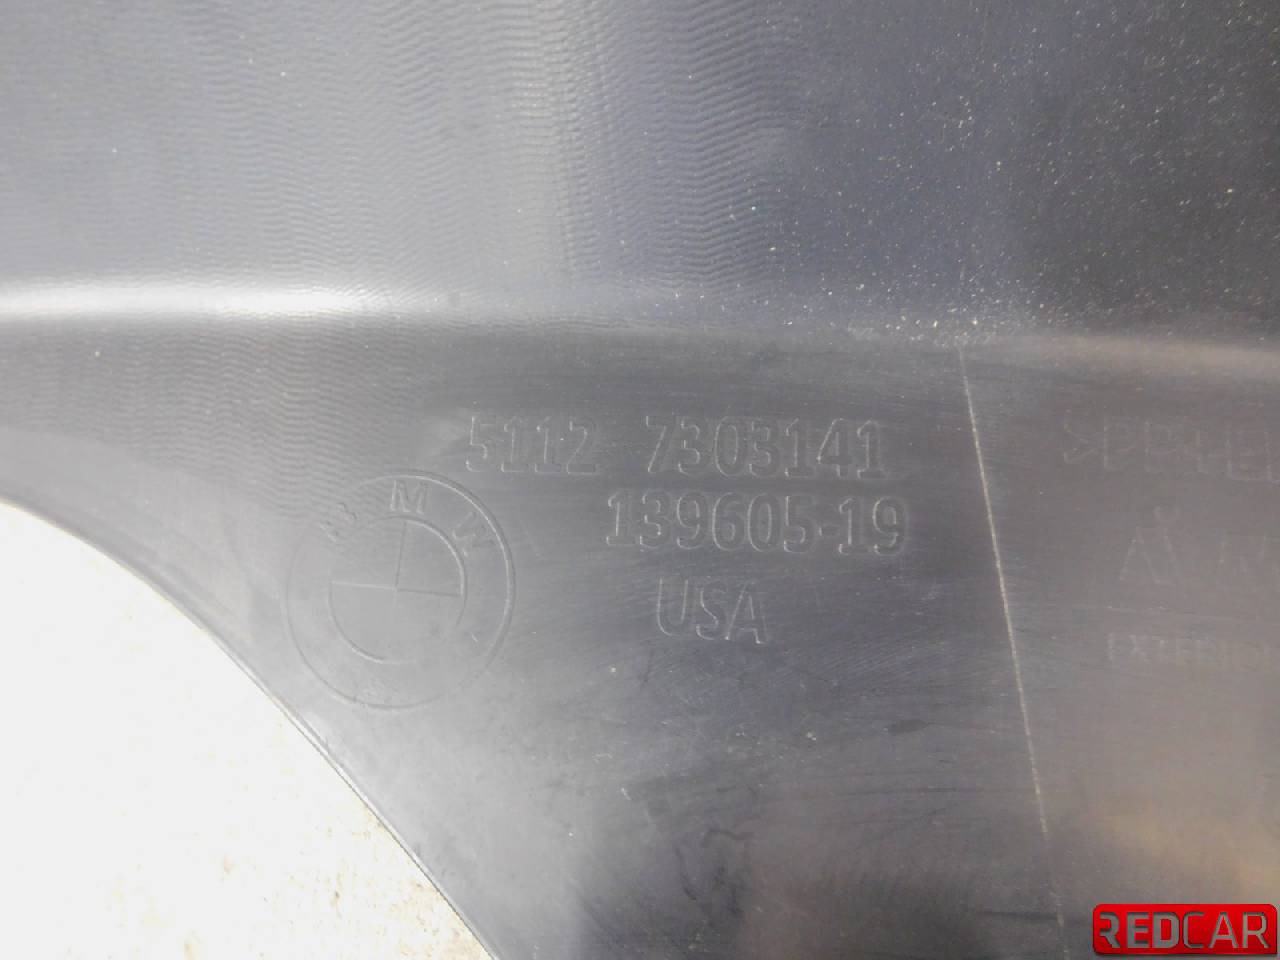 5112 - 7303141
139605-19
USA
BMW
REDCAR